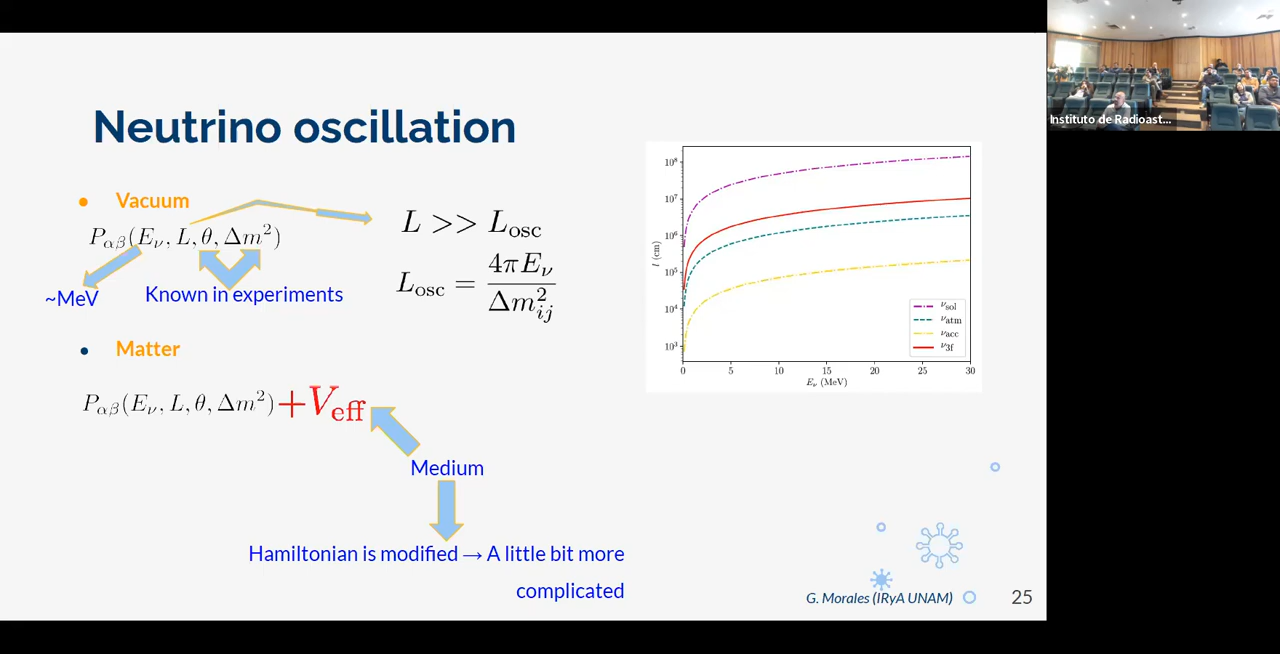 Neutrino oscillation
Vacuum
P_{αβ}(E_ν, L, θ, Δm²)
~MeV
Known in experiments
L >> L_osc
L_osc = 4πE_ν / Δm²_{ij}
Matter
P_{αβ}(E_ν, L, θ, Δm²) + V_eff
Medium
Hamiltonian is modified → A little bit more
complicated
l (cm)
10⁸
10⁷
10⁶
10⁵
10⁴
10³
0 5 10 15 20 25 30
E_ν (MeV)
ν_sol
ν_atm
ν_acc
ν_3f
G. Morales (IRyA UNAM)
25
Instituto de Radioast...